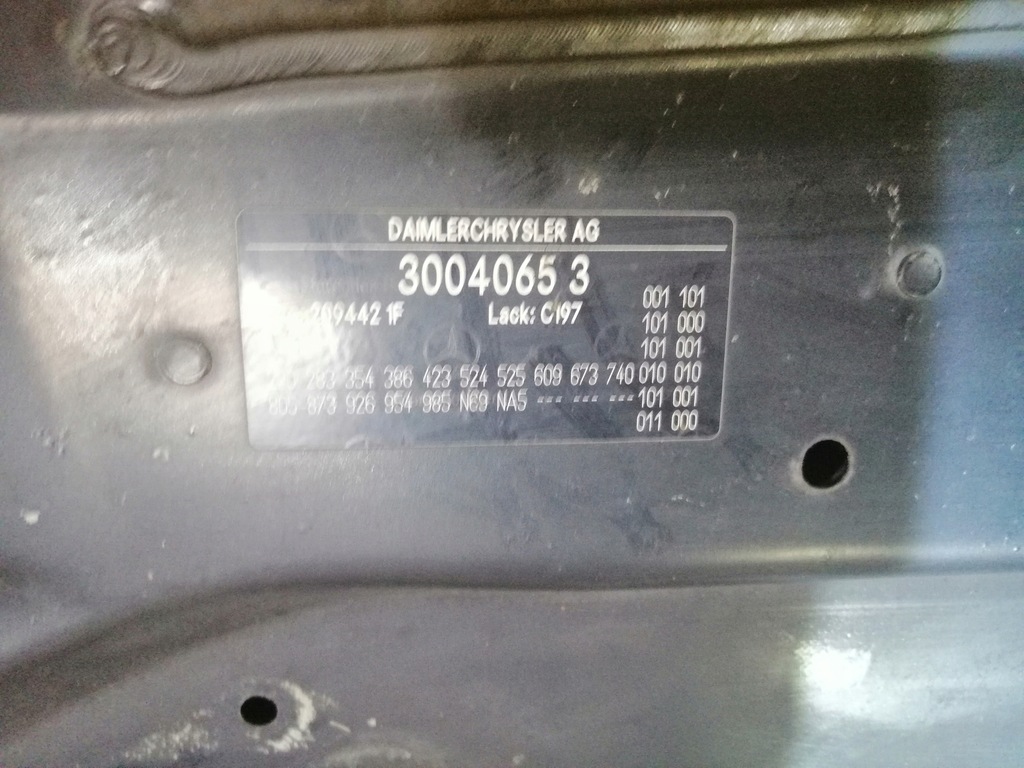 DAIMLERCHRYSLER AG
3004065 3
001 101
209442 1F Lack: C197
101 000
101 001
283 354 386 423 524 525 609 673 740 010 010
805 873 926 954 985 N69 NA5 --- --- --- 101 001
011 000